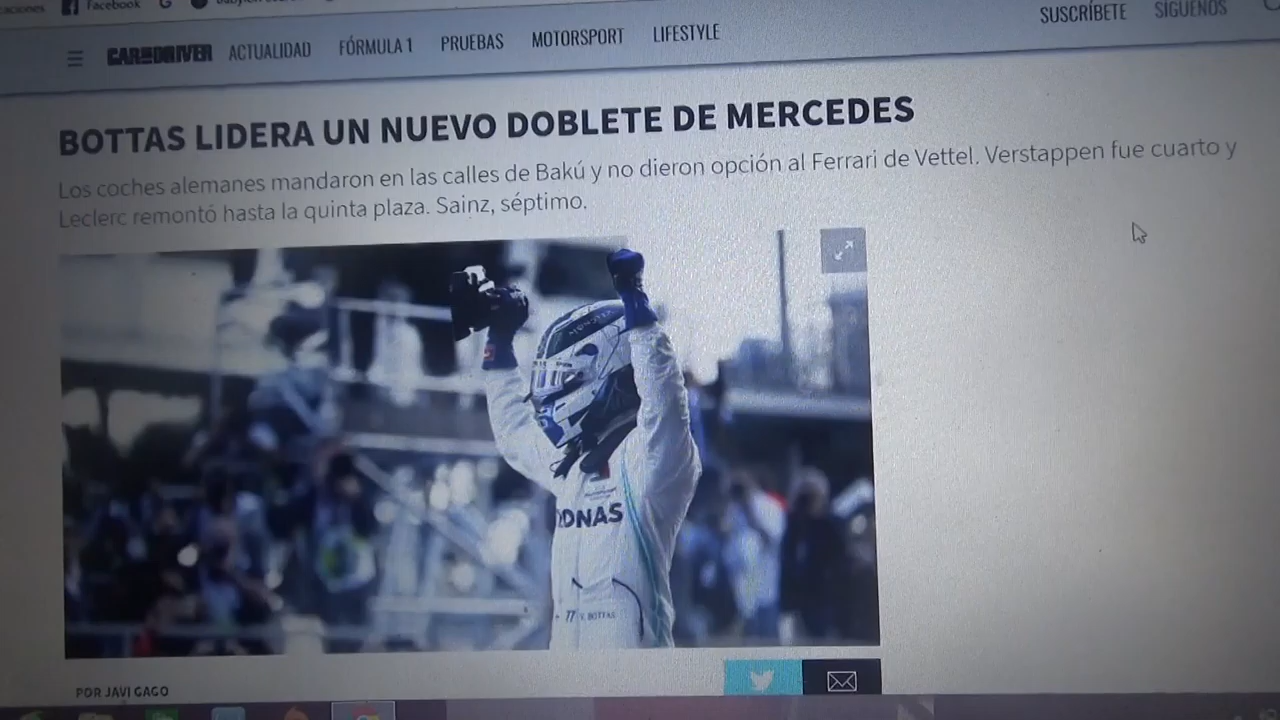 Facebook
CAR AND DRIVER ACTUALIDAD FÓRMULA 1 PRUEBAS MOTORSPORT LIFESTYLE SUSCRÍBETE SÍGUENOS
BOTTAS LIDERA UN NUEVO DOBLETE DE MERCEDES
Los coches alemanes mandaron en las calles de Bakú y no dieron opción al Ferrari de Vettel. Verstappen fue cuarto y
Leclerc remontó hasta la quinta plaza. Sainz, séptimo.
RONAS
77 V. BOTTAS
POR JAVI GAGO